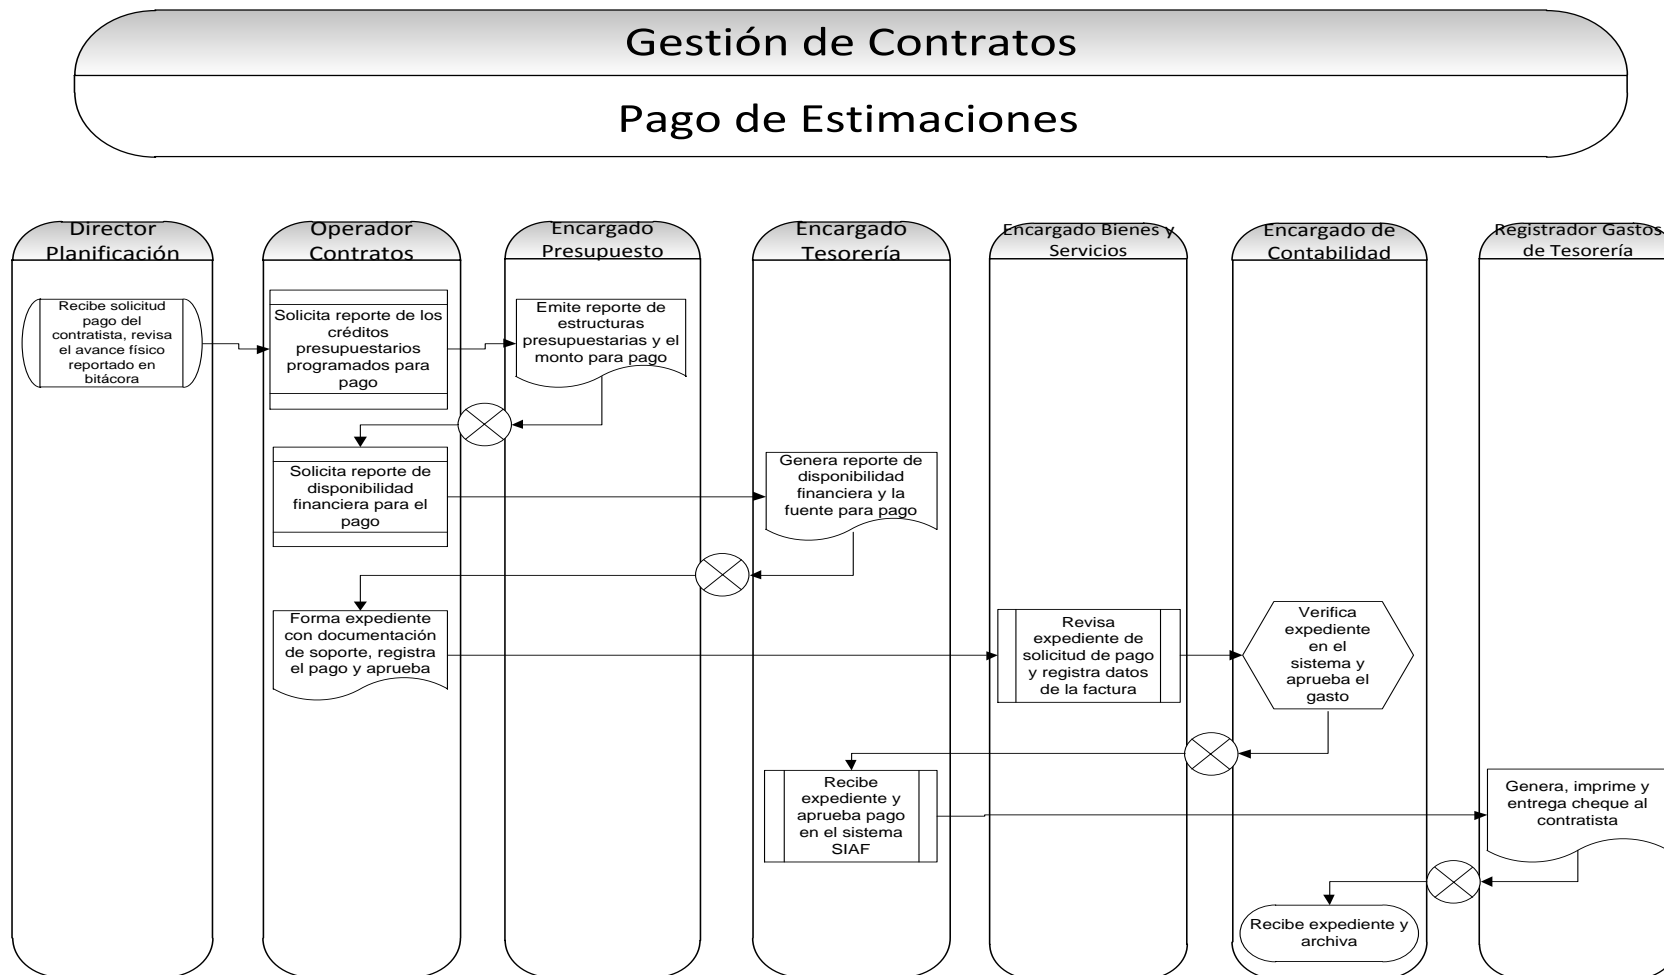 Gestión de Contratos
Pago de Estimaciones
Director
Planificación
Operador
Contratos
Encargado
Presupuesto
Encargado
Tesorería
Encargado Bienes y
Servicios
Encargado de
Contabilidad
Registrador Gastos
de Tesorería
Recibe solicitud
pago del
contratista, revisa
el avance físico
reportado en
bitácora
Solicita reporte de los
créditos
presupuestarios
programados para
pago
Emite reporte de
estructuras
presupuestarias y el
monto para pago
Solicita reporte de
disponibilidad
financiera para el
pago
Genera reporte de
disponibilidad
financiera y la
fuente para pago
Forma expediente
con documentación
de soporte, registra
el pago y aprueba
Revisa
expediente de
solicitud de pago
y registra datos
de la factura
Verifica
expediente
en el
sistema y
aprueba el
gasto
Recibe
expediente y
aprueba pago
en el sistema
SIAF
Genera, imprime y
entrega cheque al
contratista
Recibe expediente y
archiva